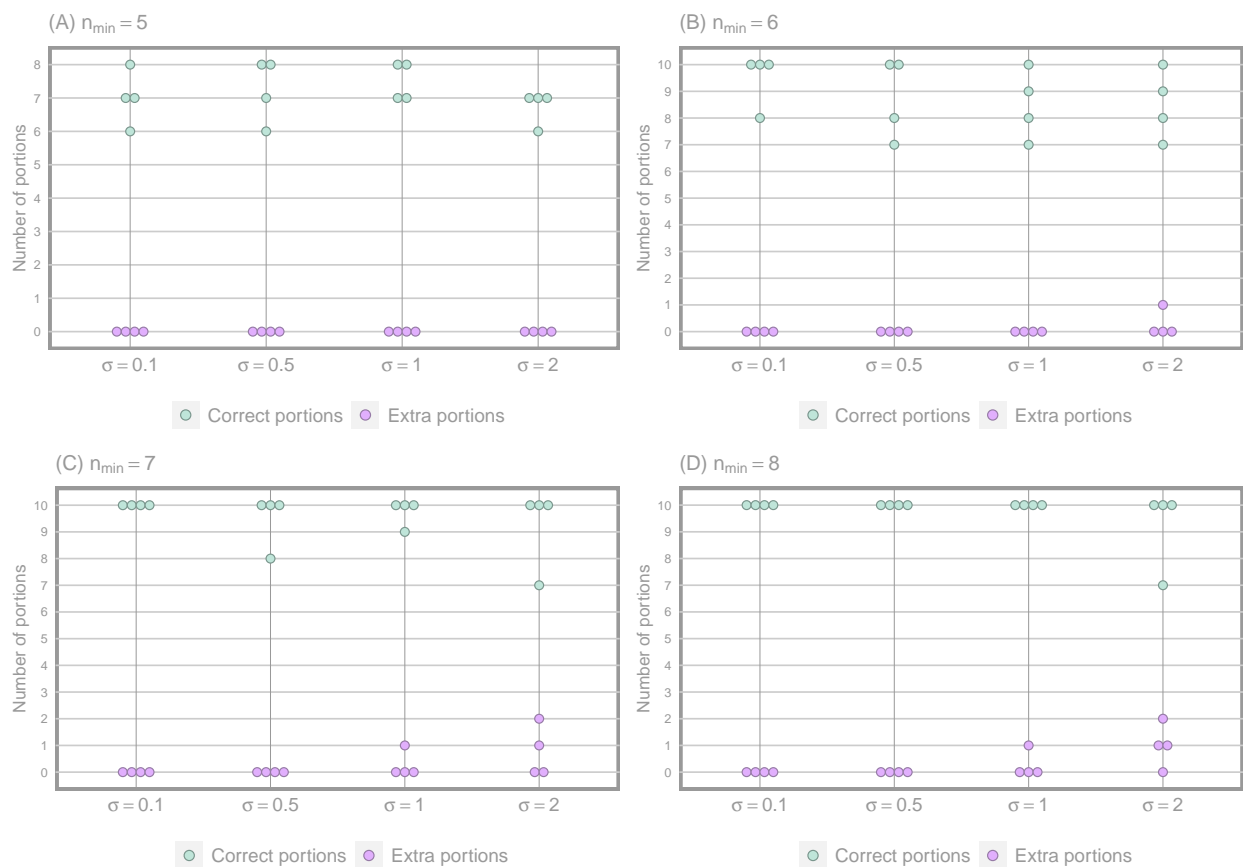 (A) nmin = 5
Number of portions
8
7
6
5
4
3
2
1
0
σ = 0.1 σ = 0.5 σ = 1 σ = 2
Correct portions Extra portions
(B) nmin = 6
Number of portions
10
9
8
7
6
5
4
3
2
1
0
σ = 0.1 σ = 0.5 σ = 1 σ = 2
Correct portions Extra portions
(C) nmin = 7
Number of portions
10
9
8
7
6
5
4
3
2
1
0
σ = 0.1 σ = 0.5 σ = 1 σ = 2
Correct portions Extra portions
(D) nmin = 8
Number of portions
10
9
8
7
6
5
4
3
2
1
0
σ = 0.1 σ = 0.5 σ = 1 σ = 2
Correct portions Extra portions